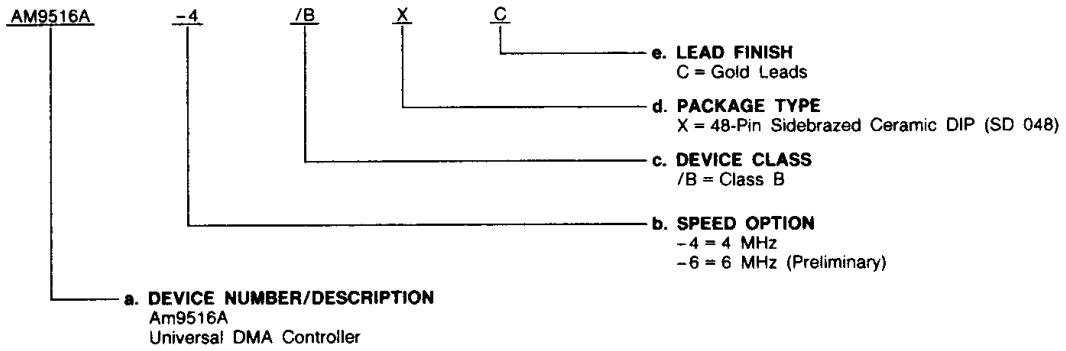 AM9516A -4 /B X C
e. LEAD FINISH
C = Gold Leads
d. PACKAGE TYPE
X = 48-Pin Sidebrazed Ceramic DIP (SD 048)
c. DEVICE CLASS
/B = Class B
b. SPEED OPTION
-4 = 4 MHz
-6 = 6 MHz (Preliminary)
a. DEVICE NUMBER/DESCRIPTION
Am9516A
Universal DMA Controller